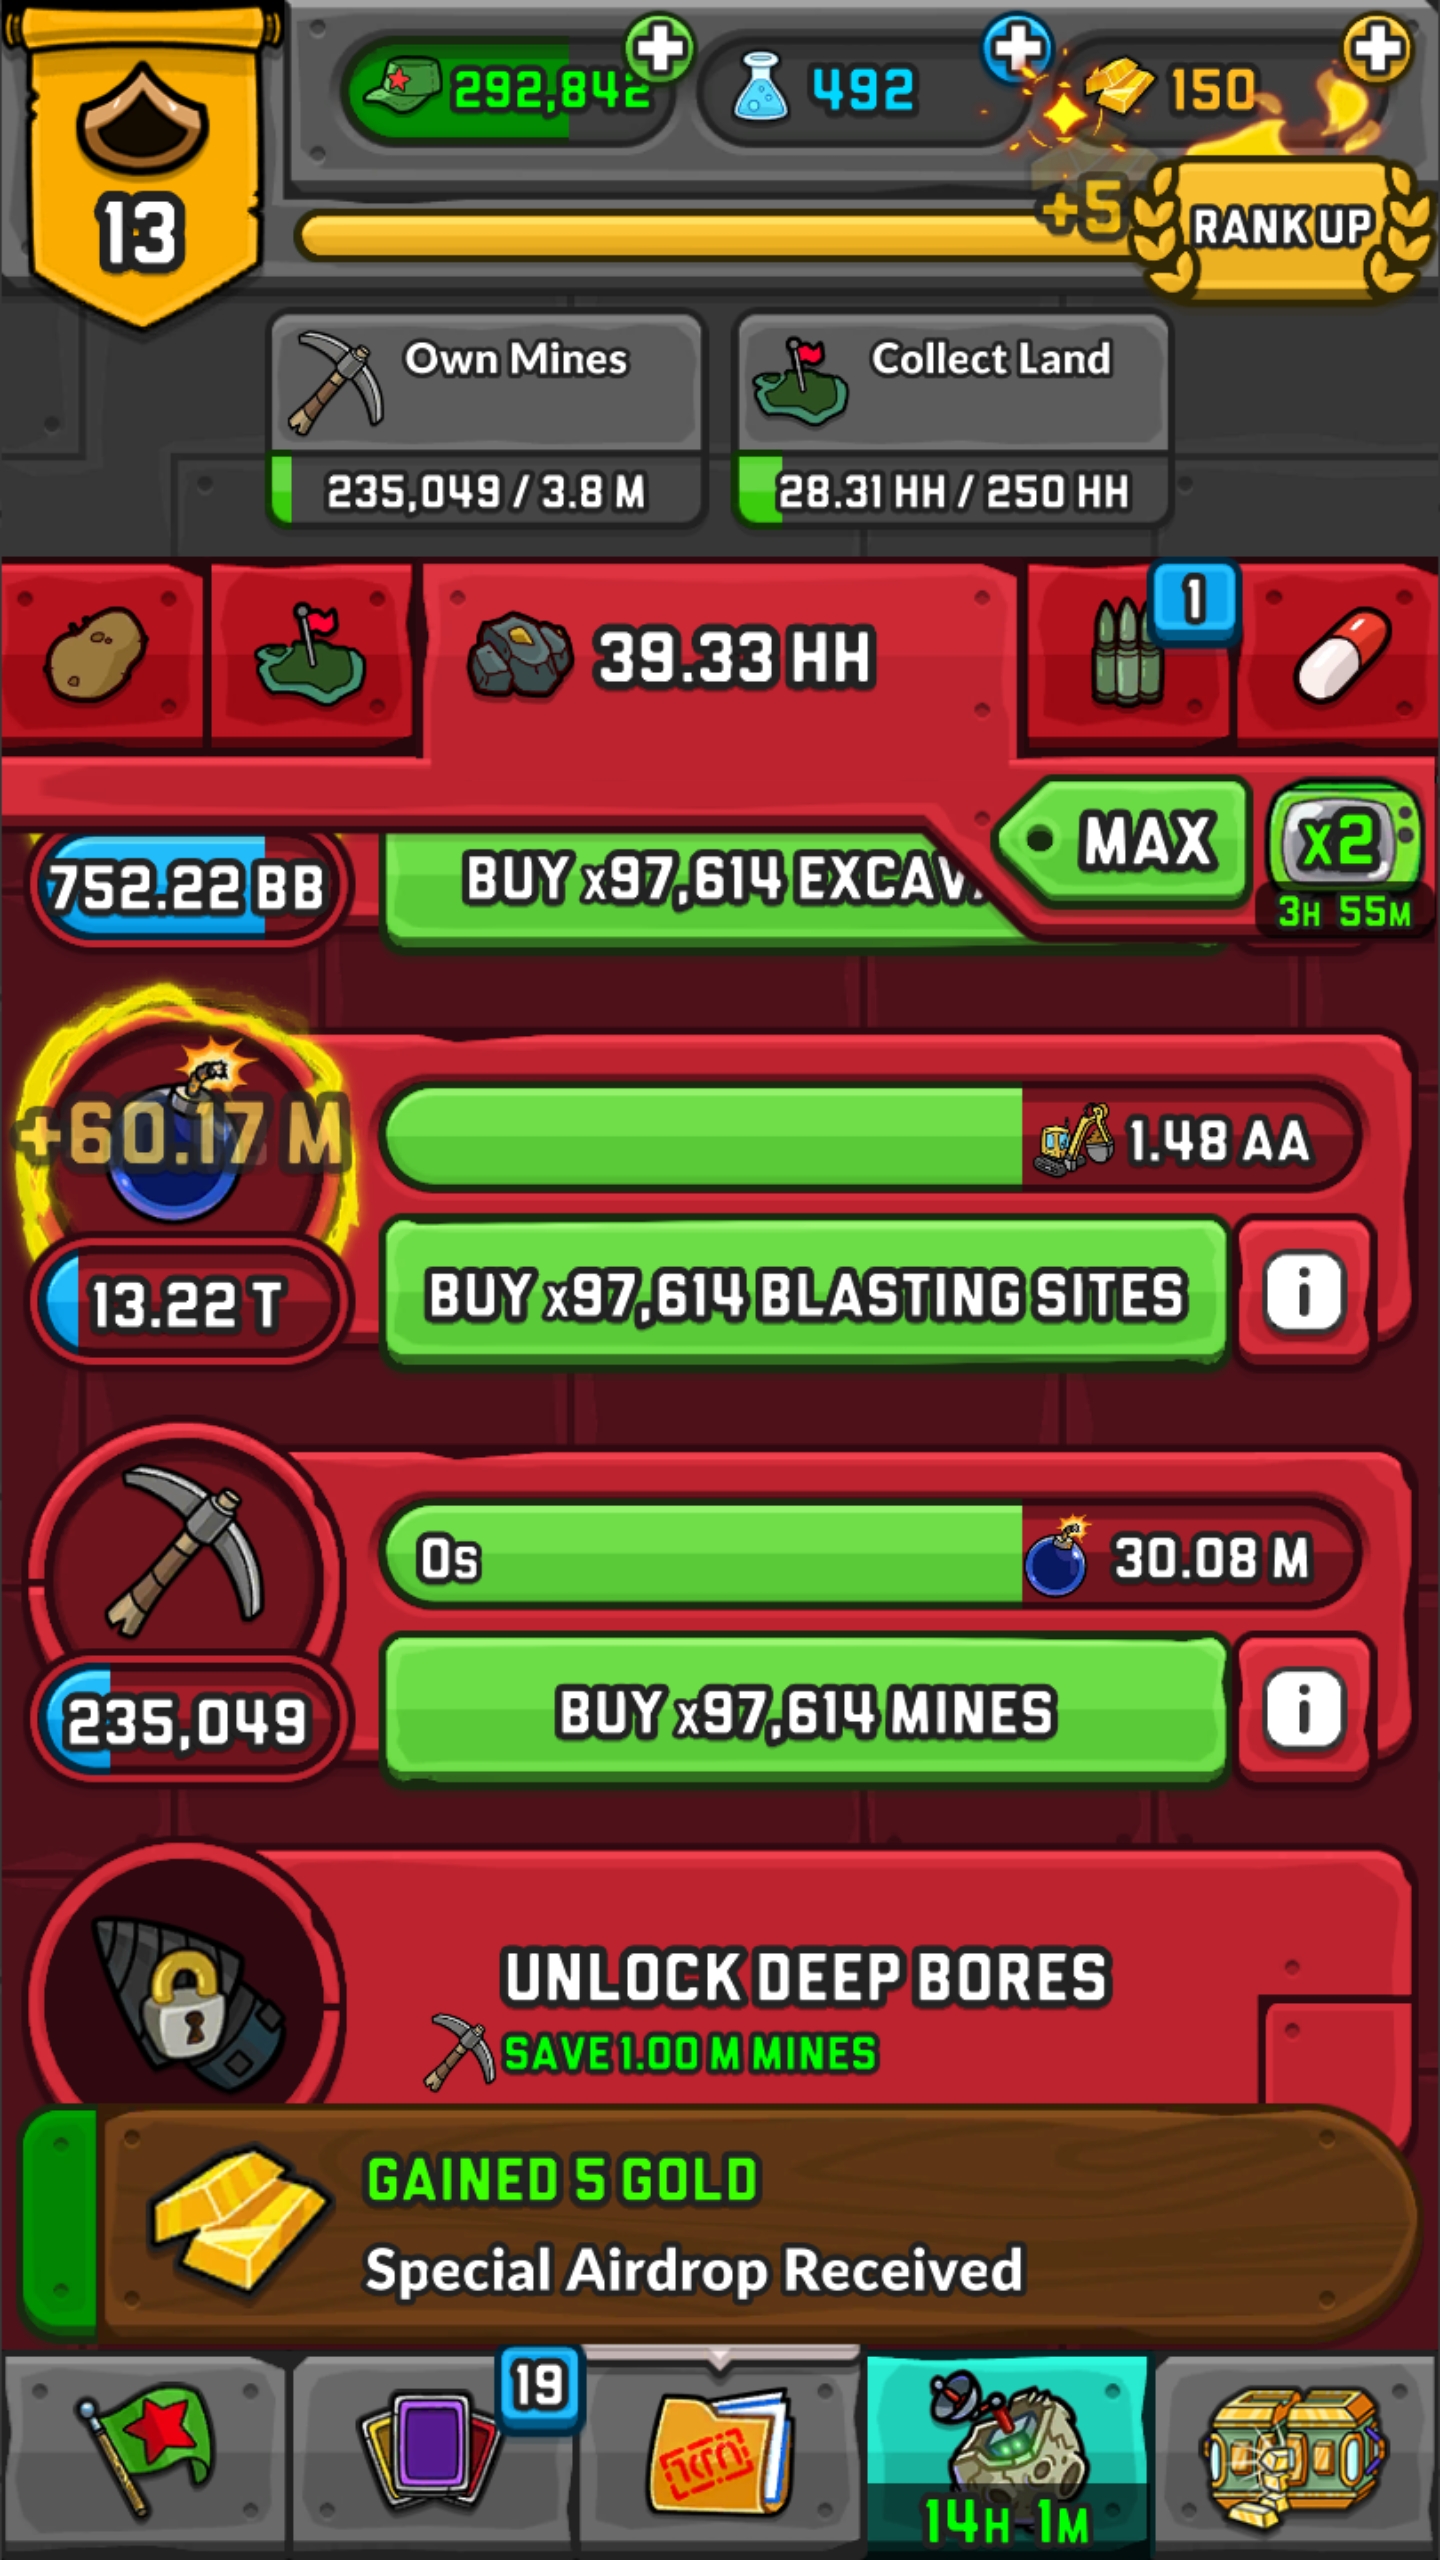 292,842
492
150
13
+5
RANK UP
Own Mines
Collect Land
235,049 / 3.8 M
28.31 HH / 250 HH
39.33 HH
1
MAX
x2
3H 55M
752.22 BB
BUY x97,614
+60.17 M
1.48 AA
13.22 T
BUY x97,614 BLASTING SITES
i
0s
30.08 M
235,049
BUY x97,614 MINES
i
UNLOCK DEEP BORES
SAVE 1.00 M MINES
GAINED 5 GOLD
Special Airdrop Received
19
14H 1M